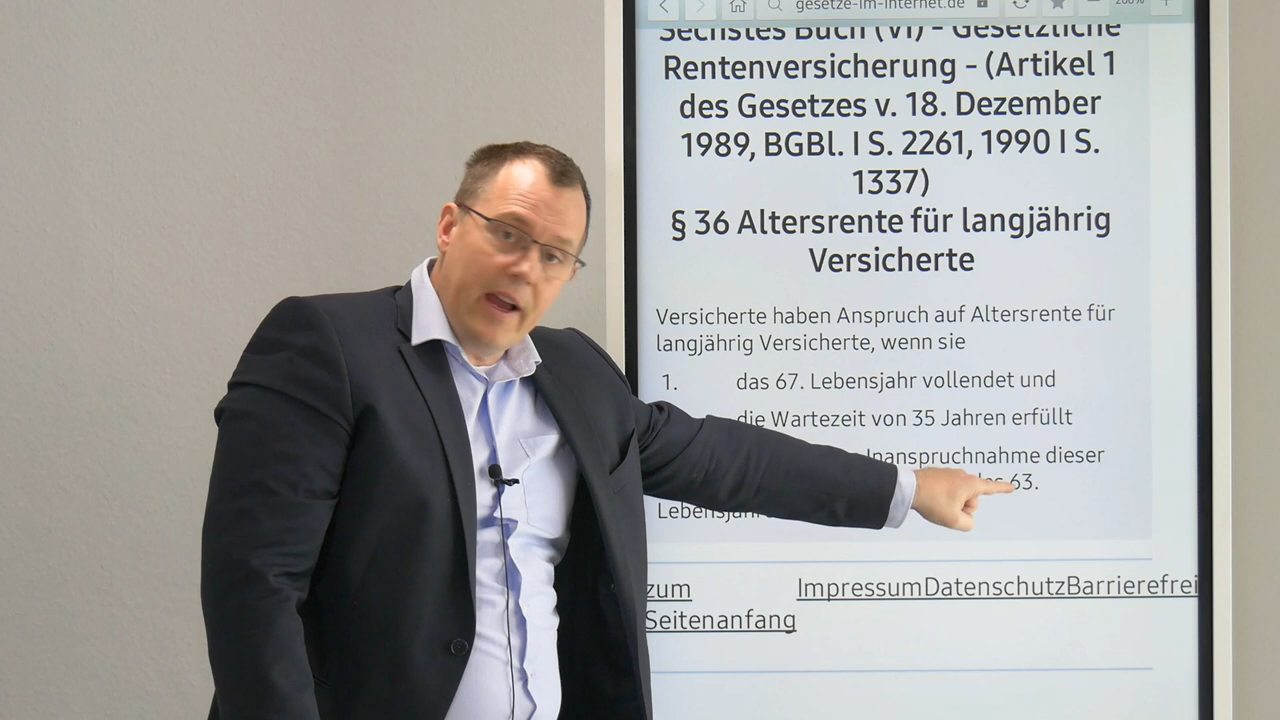 gesetze-im-internet.de
200%
Sechstes Buch (VI) - Gesetzliche
Rentenversicherung - (Artikel 1
des Gesetzes v. 18. Dezember
1989, BGBl. I S. 2261, 1990 I S.
1337)
§ 36 Altersrente für langjährig
Versicherte
Versicherte haben Anspruch auf Altersrente für
langjährig Versicherte, wenn sie
1. das 67. Lebensjahr vollendet und
die Wartezeit von 35 Jahren erfüllt
Inanspruchnahme dieser
63.
zum ImpressumDatenschutzBarrierefrei
Seitenanfang